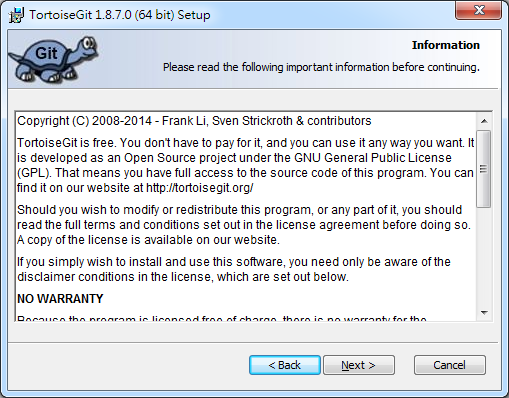 TortoiseGit 1.8.7.0 (64 bit) Setup
Git
Information
Please read the following important information before continuing.
Copyright (C) 2008-2014 - Frank Li, Sven Strickroth & contributors
TortoiseGit is free. You don't have to pay for it, and you can use it any way you want. It
is developed as an Open Source project under the GNU General Public License
(GPL). That means you have full access to the source code of this program. You can
find it on our website at http://tortoisegit.org/
Should you wish to modify or redistribute this program, or any part of it, you should
read the full terms and conditions set out in the license agreement before doing so.
A copy of the license is available on our website.
If you simply wish to install and use this software, you need only be aware of the
disclaimer conditions in the license, which are set out below.
NO WARRANTY
Because the program is licensed free of charge, there is no warranty for the
< Back
Next >
Cancel